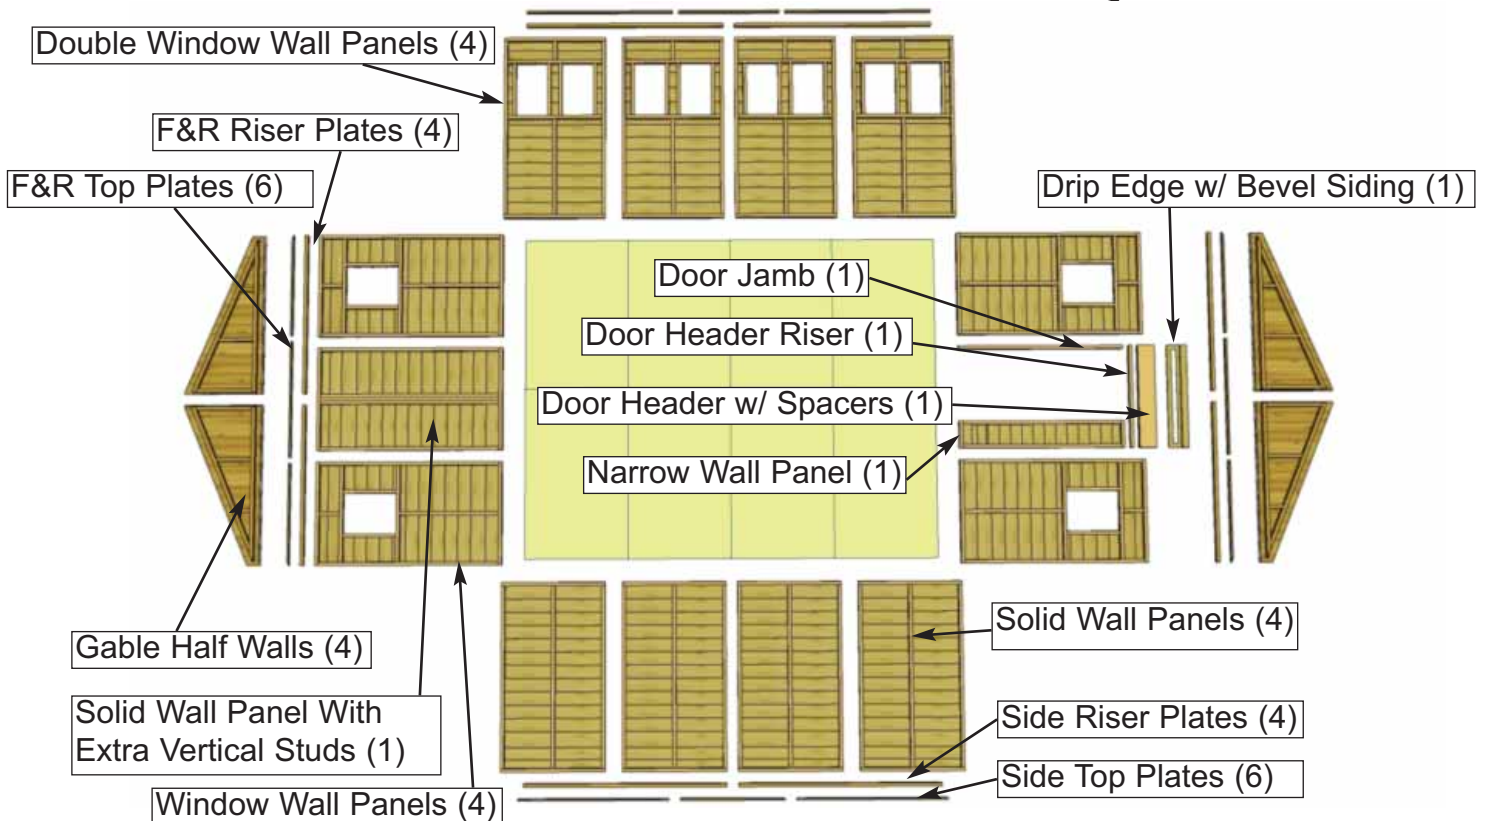 Double Window Wall Panels (4)
F&R Riser Plates (4)
F&R Top Plates (6)
Drip Edge w/ Bevel Siding (1)
Door Jamb (1)
Door Header Riser (1)
Door Header w/ Spacers (1)
Narrow Wall Panel (1)
Gable Half Walls (4)
Solid Wall Panels (4)
Solid Wall Panel With
Extra Vertical Studs (1)
Side Riser Plates (4)
Side Top Plates (6)
Window Wall Panels (4)